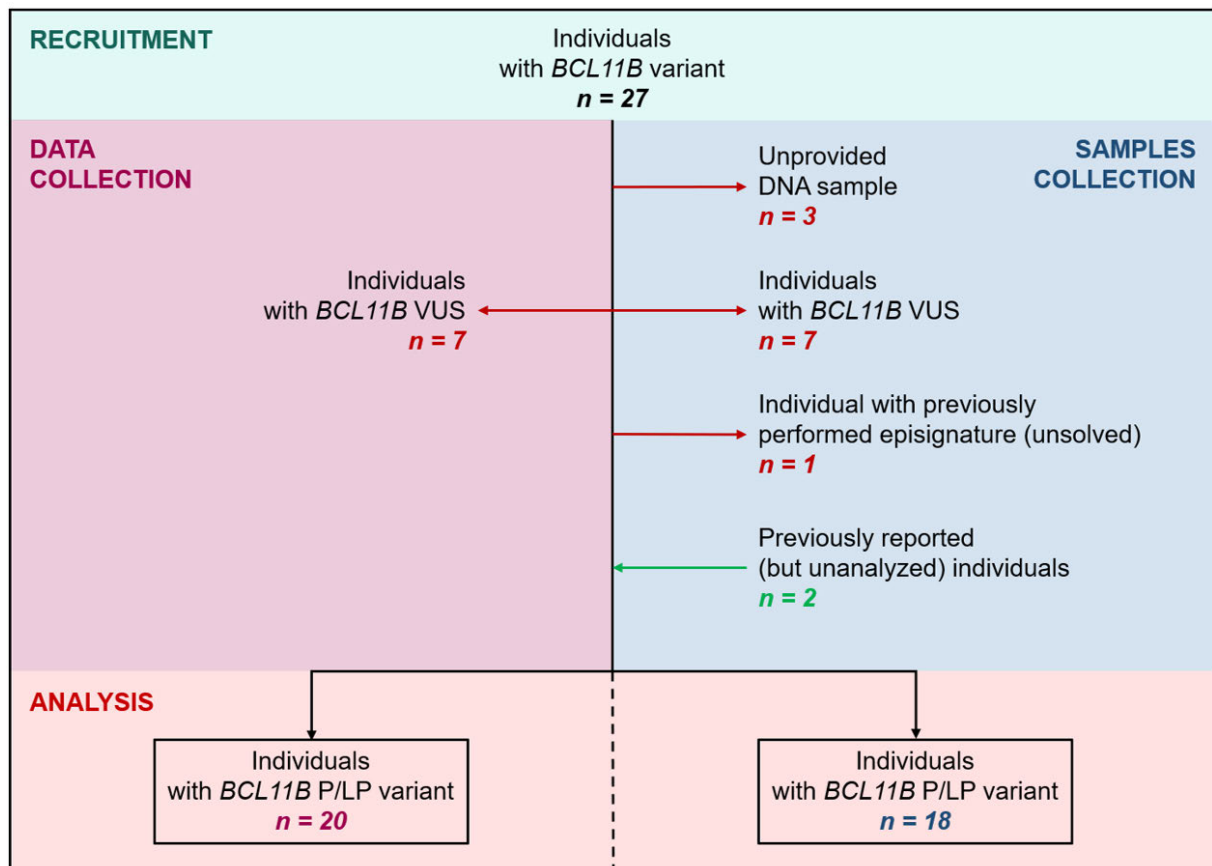 RECRUITMENT
Individuals
with BCL11B variant
n = 27
DATA
COLLECTION
SAMPLES
COLLECTION
Unprovided
DNA sample
n = 3
Individuals
with BCL11B VUS
n = 7
Individuals
with BCL11B VUS
n = 7
Individual with previously
performed episignature (unsolved)
n = 1
Previously reported
(but unanalyzed) individuals
n = 2
ANALYSIS
Individuals
with BCL11B P/LP variant
n = 20
Individuals
with BCL11B P/LP variant
n = 18